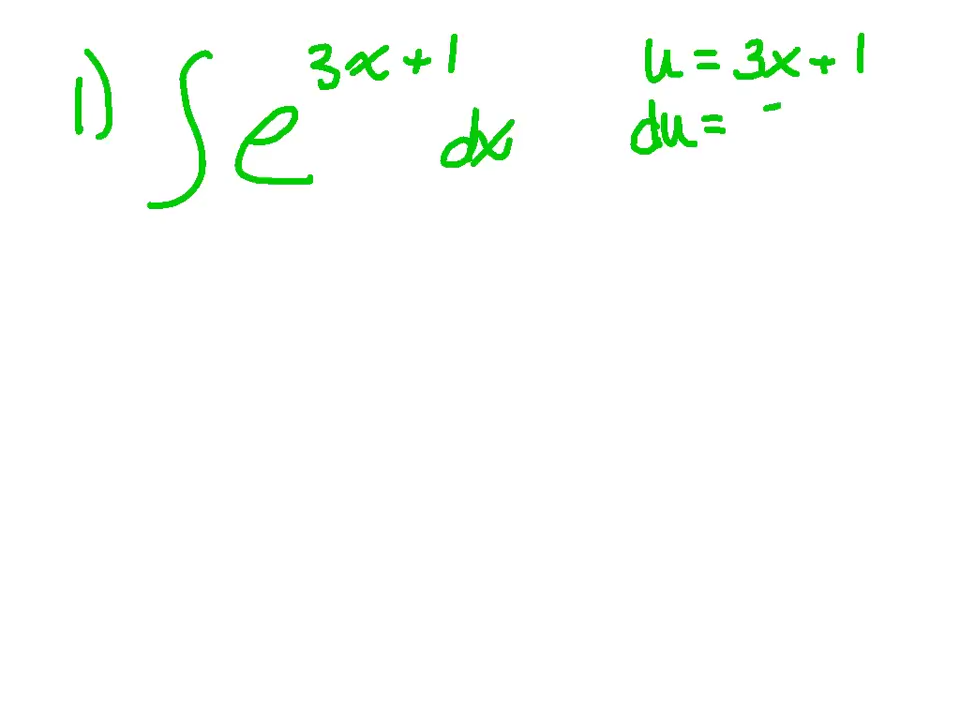 1) ∫ e^{3x+1} dx
u = 3x + 1
du =